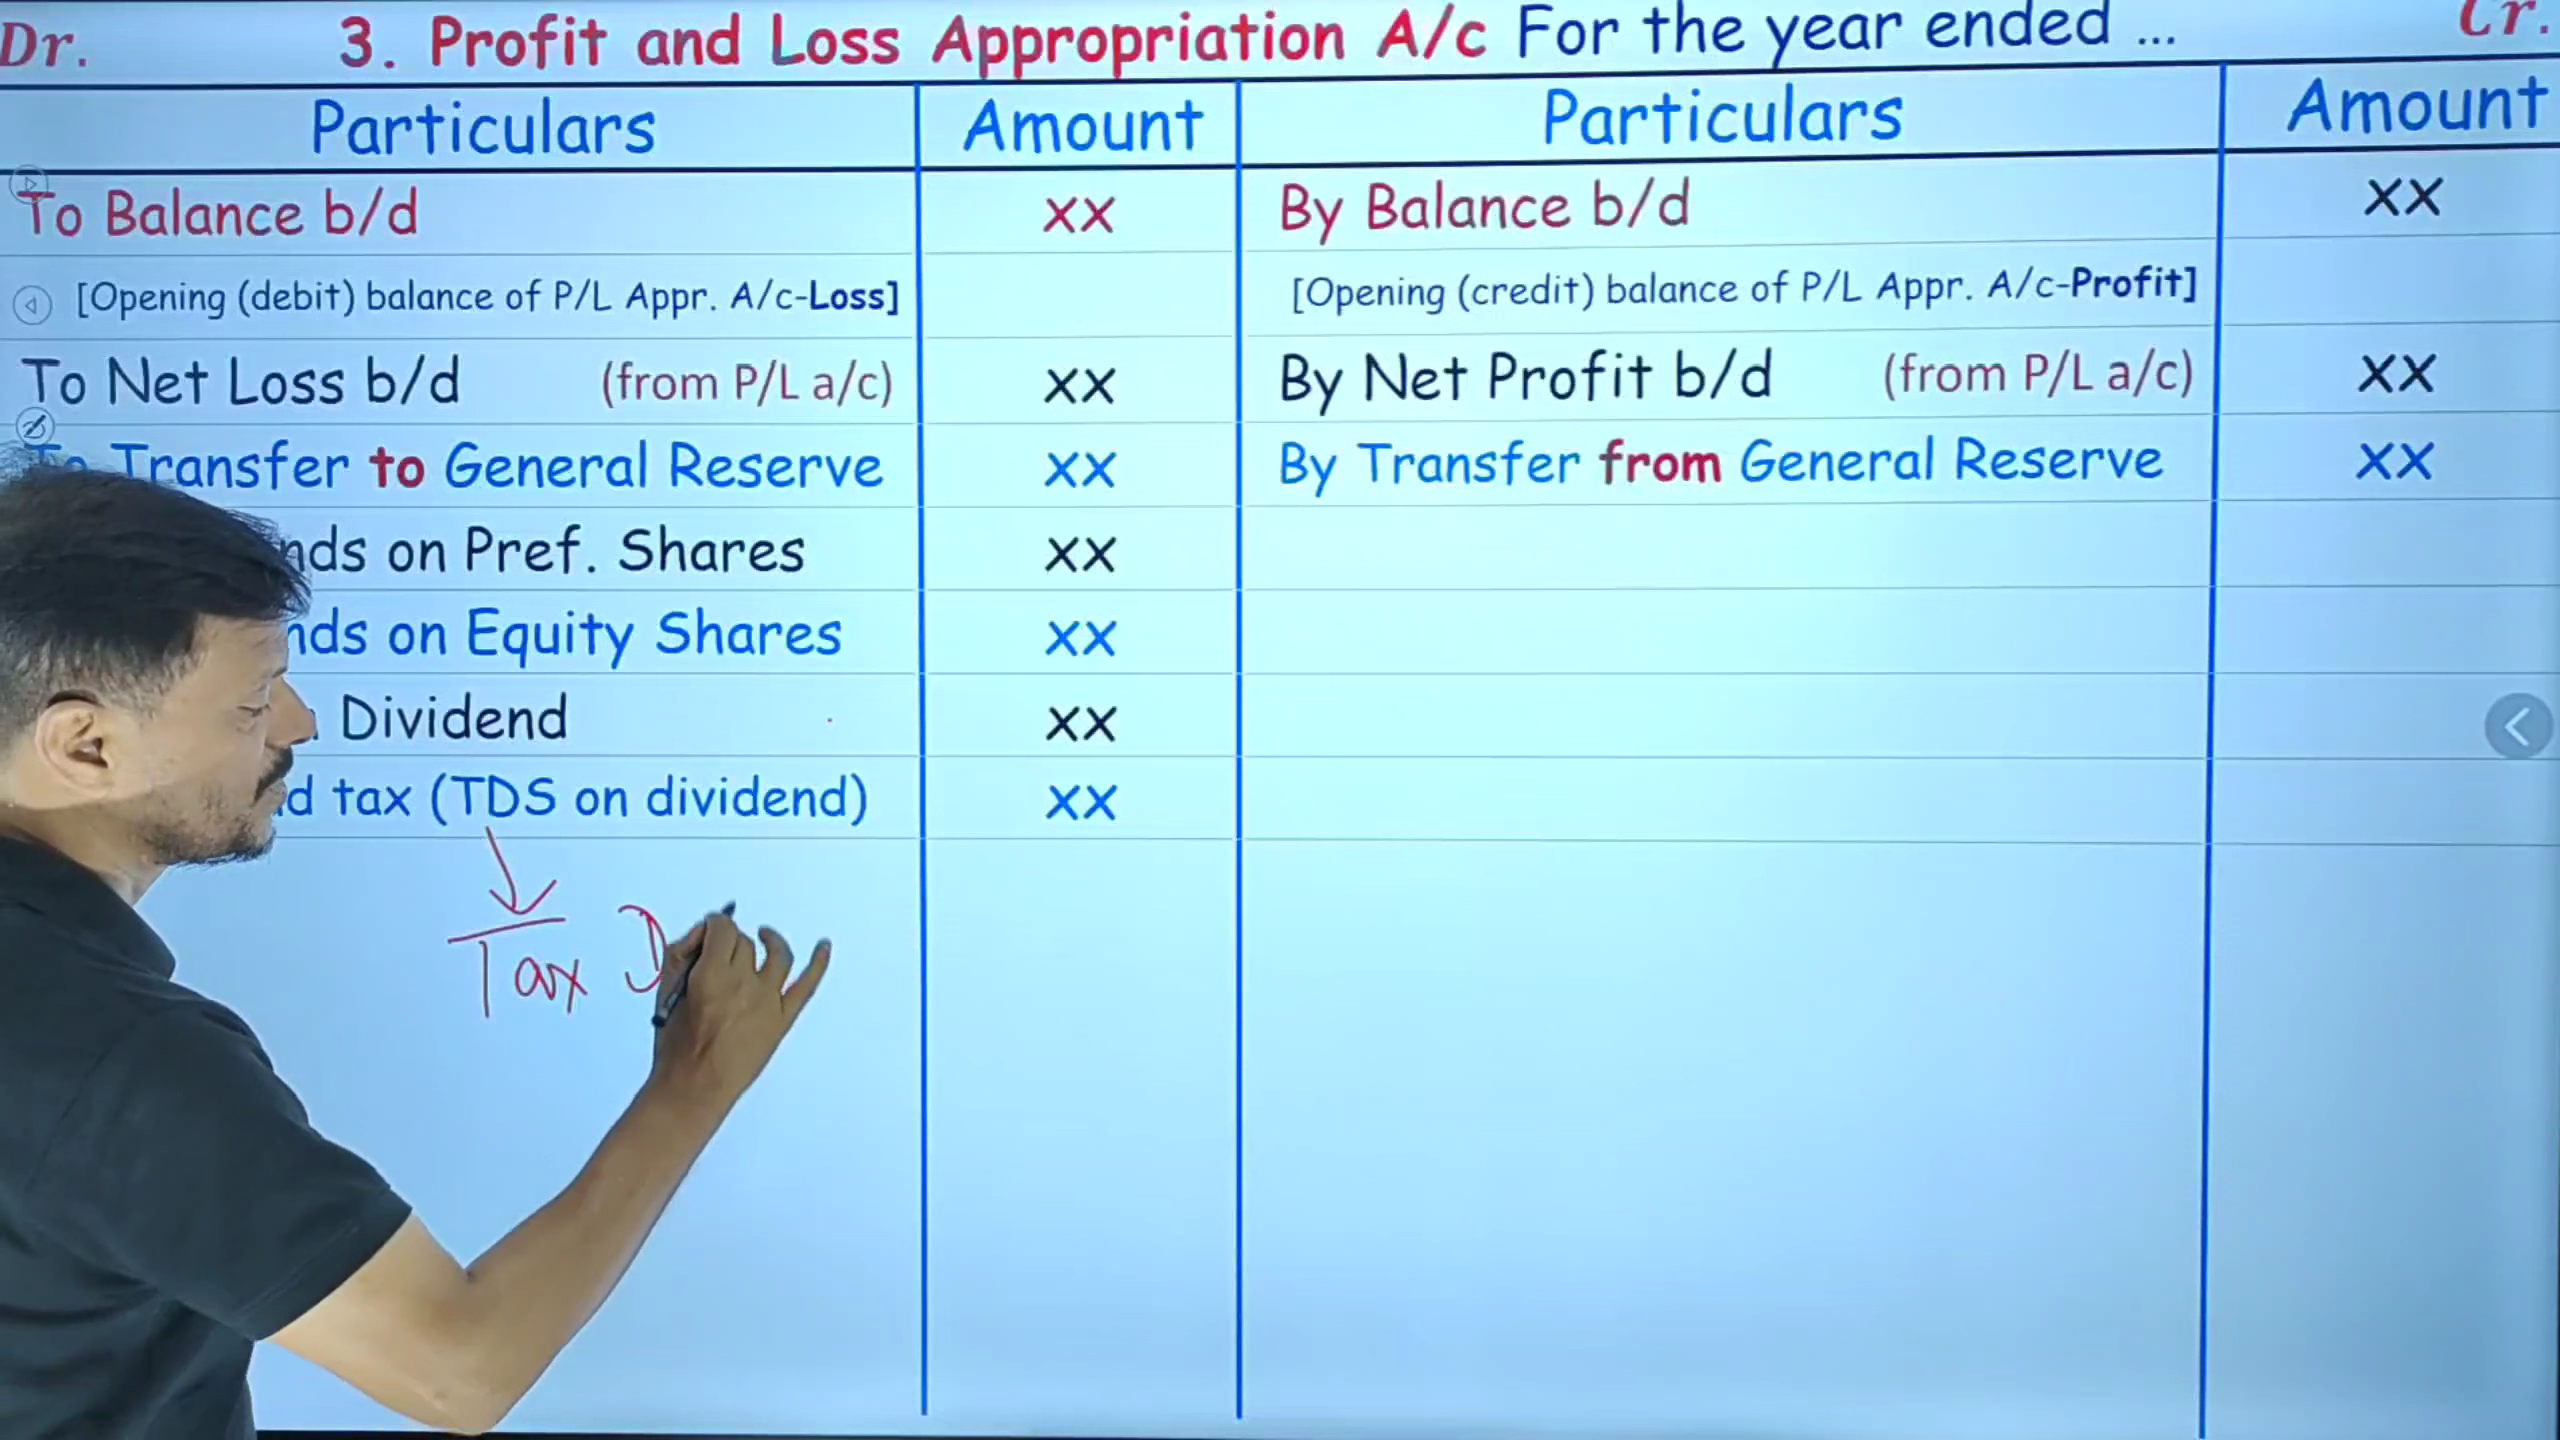 Dr. 3. Profit and Loss Appropriation A/c For the year ended ... Cr.
Particulars Amount Particulars Amount
To Balance b/d xx By Balance b/d xx
[Opening (debit) balance of P/L Appr. A/c-Loss] [Opening (credit) balance of P/L Appr. A/c-Profit]
To Net Loss b/d (from P/L a/c) xx By Net Profit b/d (from P/L a/c) xx
To Transfer to General Reserve xx By Transfer from General Reserve xx
on Pref. Shares xx
on Equity Shares xx
Dividend xx
tax (TDS on dividend) xx
Tax D